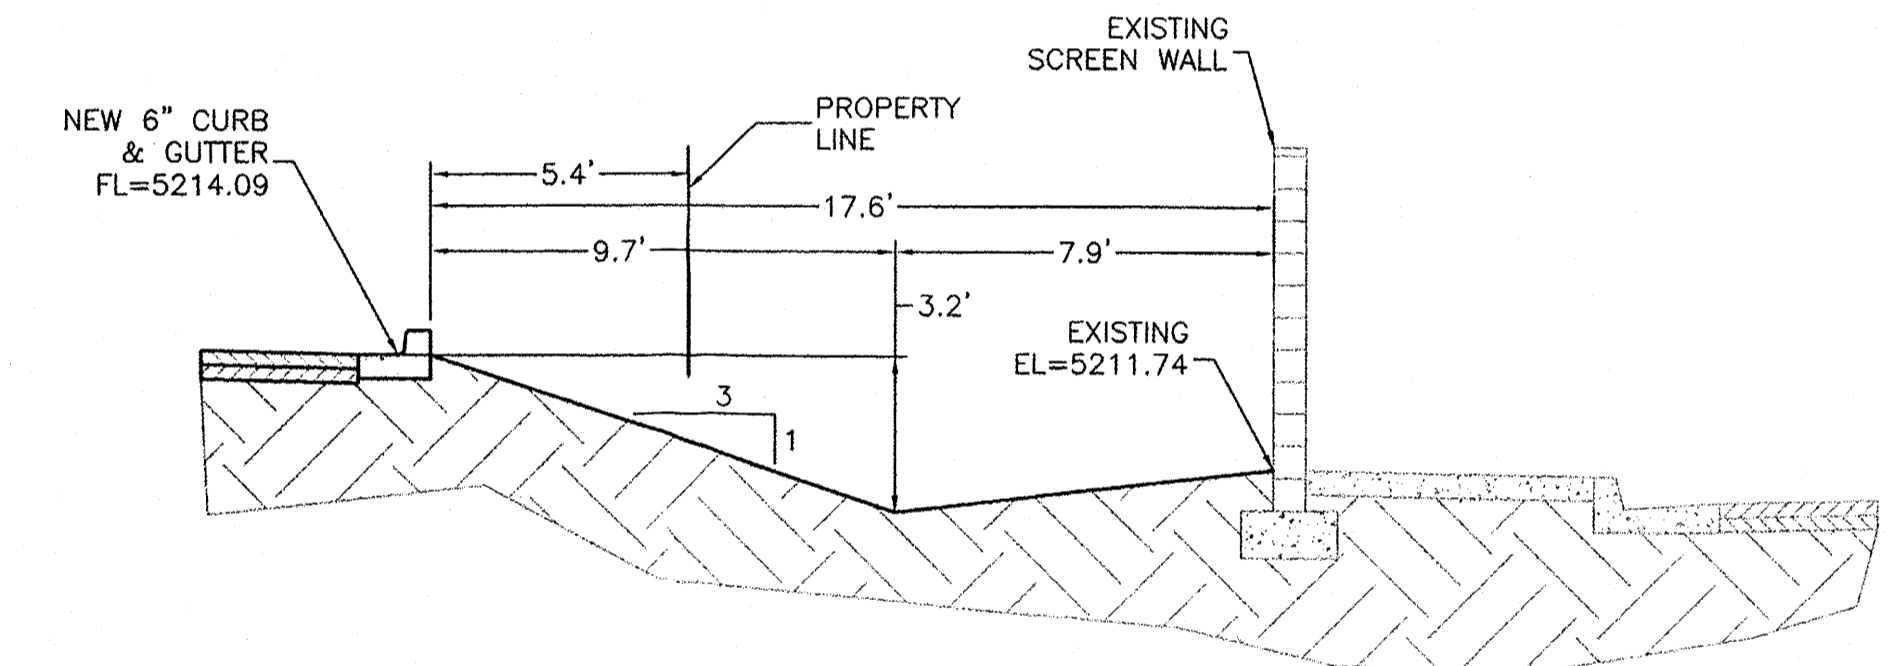 EXISTING
SCREEN WALL
NEW 6" CURB
& GUTTER
FL=5214.09
PROPERTY
LINE
5.4'
17.6'
9.7'
7.9'
3.2'
EXISTING
EL=5211.74
3
1